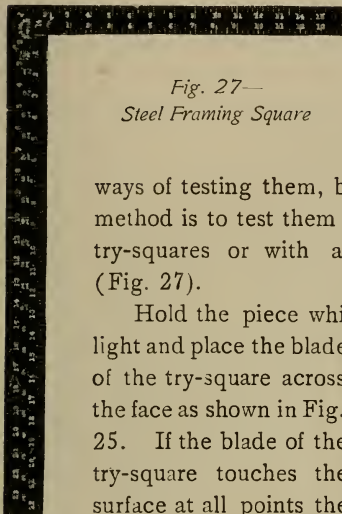 Fig. 27—
Steel Framing Square
ways of testing them, b
method is to test them
try-squares or with a
(Fig. 27).
Hold the piece whi
light and place the blade
of the try-square across
the face as shown in Fig.
25. If the blade of the
try-square touches the
surface at all points the